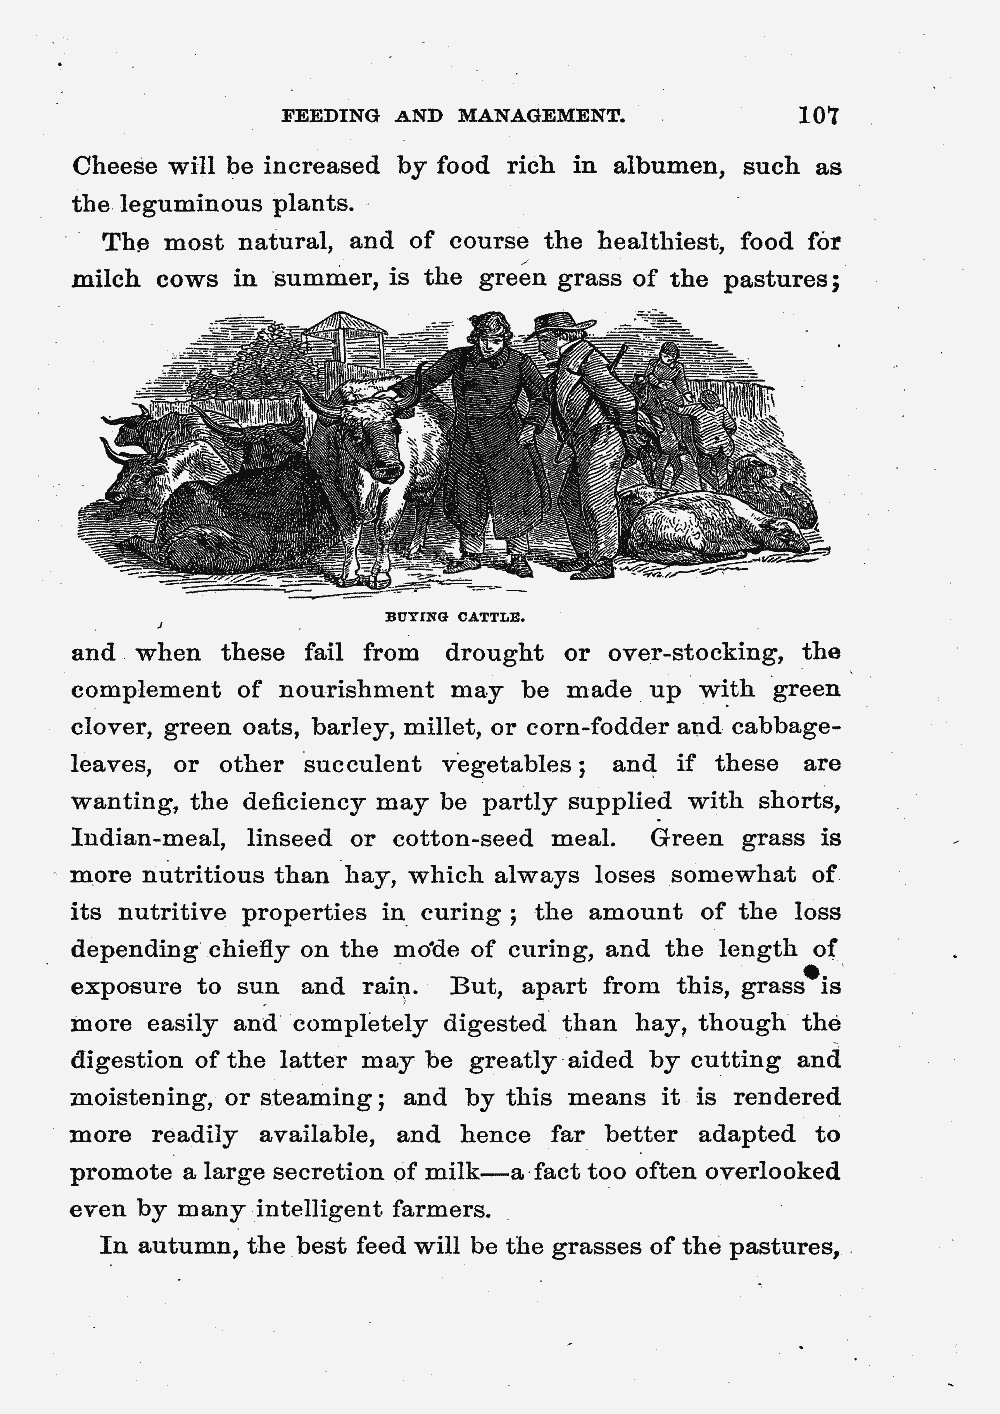 FEEDING AND MANAGEMENT. 107
Cheese will be increased by food rich in albumen, such as
the leguminous plants.
The most natural, and of course the healthiest, food for
milch cows in summer, is the green grass of the pastures;
BUYING CATTLE.
and when these fail from drought or over-stocking, the
complement of nourishment may be made up with green
clover, green oats, barley, millet, or corn-fodder and cabbage-
leaves, or other succulent vegetables; and if these are
wanting, the deficiency may be partly supplied with shorts,
Indian-meal, linseed or cotton-seed meal. Green grass is
more nutritious than hay, which always loses somewhat of
its nutritive properties in curing; the amount of the loss
depending chiefly on the mode of curing, and the length of
exposure to sun and rain. But, apart from this, grass is
more easily and completely digested than hay, though the
digestion of the latter may be greatly aided by cutting and
moistening, or steaming; and by this means it is rendered
more readily available, and hence far better adapted to
promote a large secretion of milk—a fact too often overlooked
even by many intelligent farmers.
In autumn, the best feed will be the grasses of the pastures,